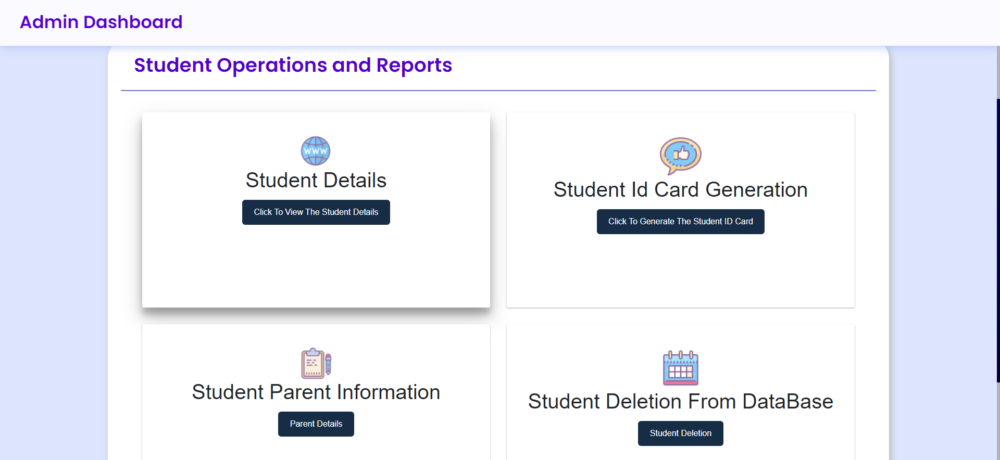 Admin Dashboard
Student Operations and Reports
WWW
Student Details
Click To View The Student Details
Student Id Card Generation
Click To Generate The Student ID Card
Student Parent Information
Parent Details
Student Deletion From DataBase
Student Deletion